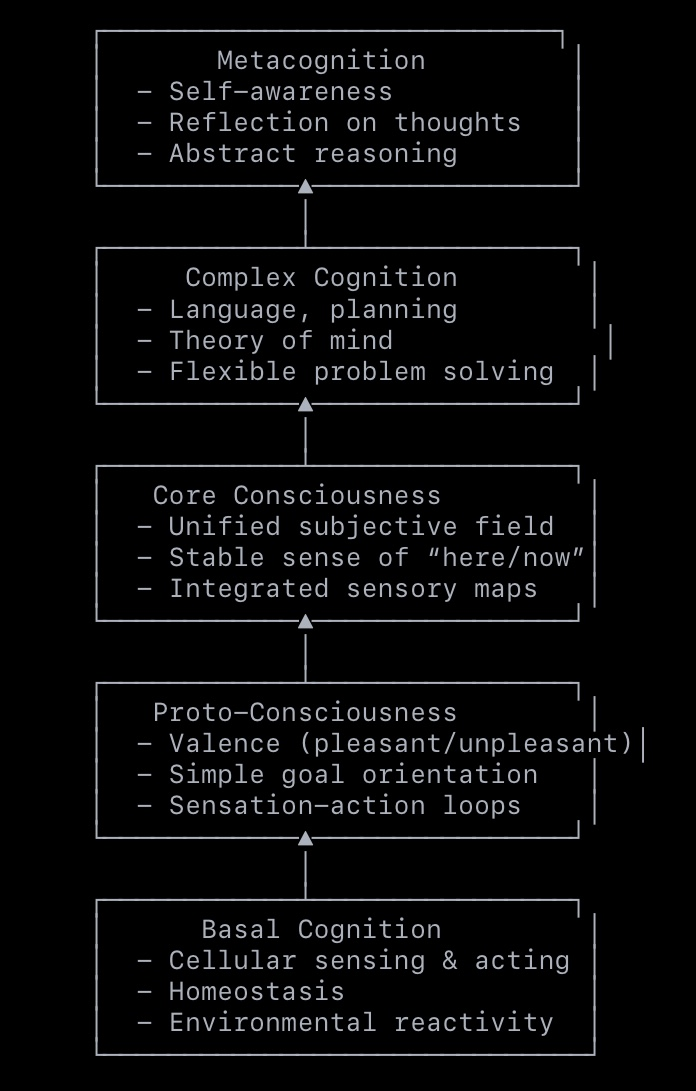 Metacognition
– Self–awareness
– Reflection on thoughts
– Abstract reasoning
Complex Cognition
– Language, planning
– Theory of mind
– Flexible problem solving
Core Consciousness
– Unified subjective field
– Stable sense of “here/now”
– Integrated sensory maps
Proto–Consciousness
– Valence (pleasant/unpleasant)
– Simple goal orientation
– Sensation–action loops
Basal Cognition
– Cellular sensing & acting
– Homeostasis
– Environmental reactivity